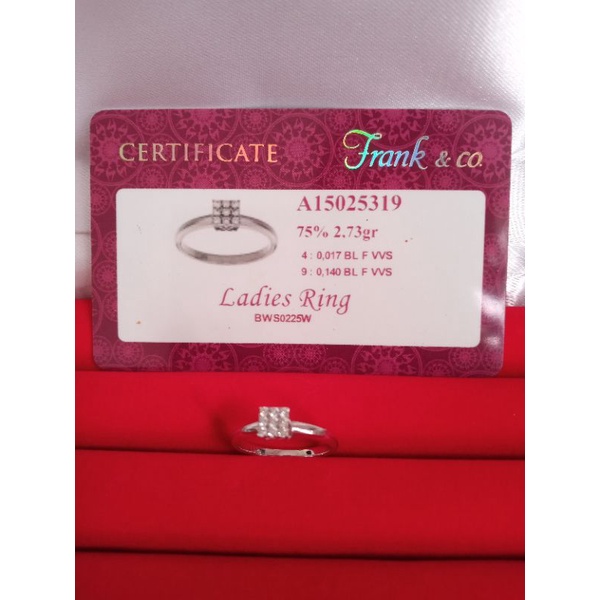 CERTIFICATE
Frank & co.
A15025319
75% 2.73gr
4 : 0,017 BL F VVS
9 : 0,140 BL F VVS
Ladies Ring
BWS0225W